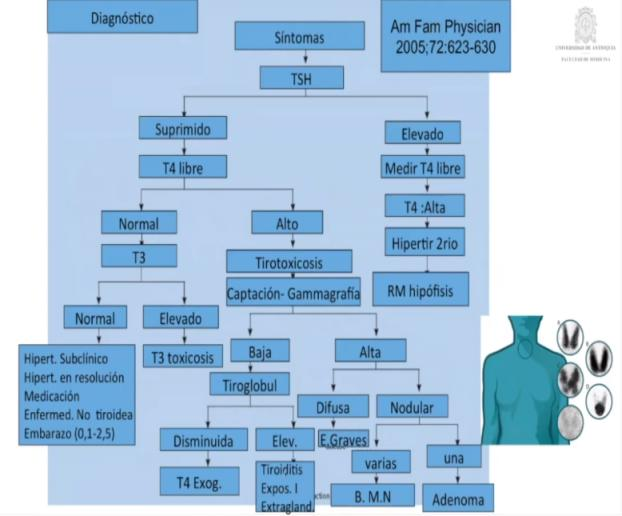 Diagnóstico
Síntomas
Am Fam Physician
2005;72:623-630
UNIVERSIDAD DE ANTIOQUIA
FACULTAD DE MEDICINA
TSH
Suprimido
Elevado
T4 libre
Medir T4 libre
T4 :Alta
Normal
Alto
Hipertir 2rio
T3
Tirotoxicosis
Captación- Gammagrafía
RM hipófisis
Normal
Elevado
Baja
Alta
Hipert. Subclínico
Hipert. en resolución
Medicación
Enfermed. No tiroidea
Embarazo (0,1-2,5)
T3 toxicosis
Tiroglobul
Difusa
Nodular
Disminuida
Elev.
E.Graves
varias
una
T4 Exog.
Tiroiditis
Expos. I
Extragland.
B. M.N
Adenoma